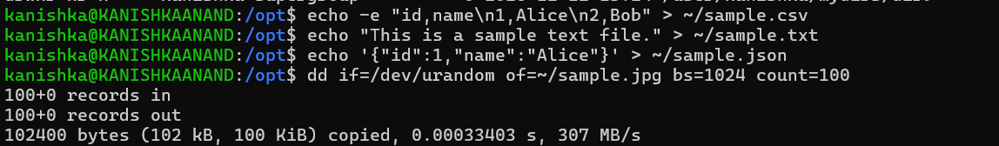 kanishka@KANISHKAANAND:/opt$ echo -e "id,name\n1,Alice\n2,Bob" > ~/sample.csv
kanishka@KANISHKAANAND:/opt$ echo "This is a sample text file." > ~/sample.txt
kanishka@KANISHKAANAND:/opt$ echo '{"id":1,"name":"Alice"}' > ~/sample.json
kanishka@KANISHKAANAND:/opt$ dd if=/dev/urandom of=~/sample.jpg bs=1024 count=100
100+0 records in
100+0 records out
102400 bytes (102 kB, 100 KiB) copied, 0.00033403 s, 307 MB/s